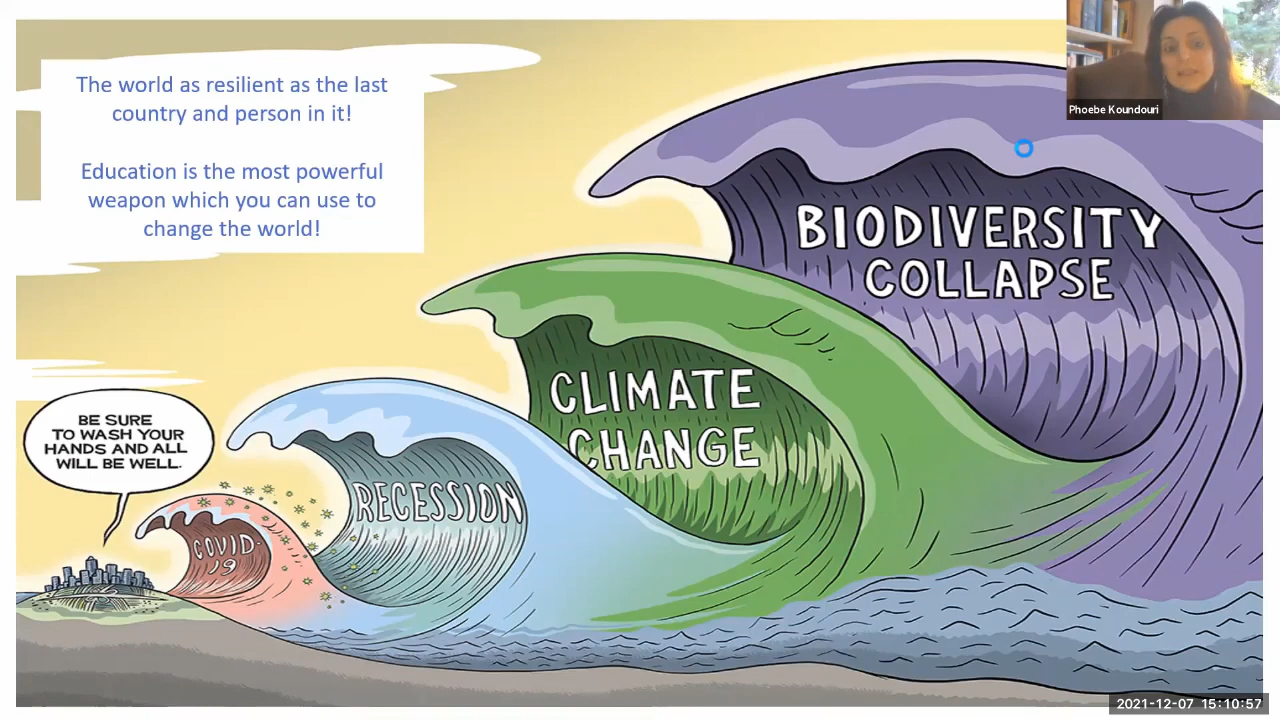 The world as resilient as the last
country and person in it!
Education is the most powerful
weapon which you can use to
change the world!
Phoebe Koundouri
BIODIVERSITY
COLLAPSE
CLIMATE
CHANGE
BE SURE
TO WASH YOUR
HANDS AND ALL
WILL BE WELL.
RECESSION
COVID-
19
2021-12-07 15:10:57